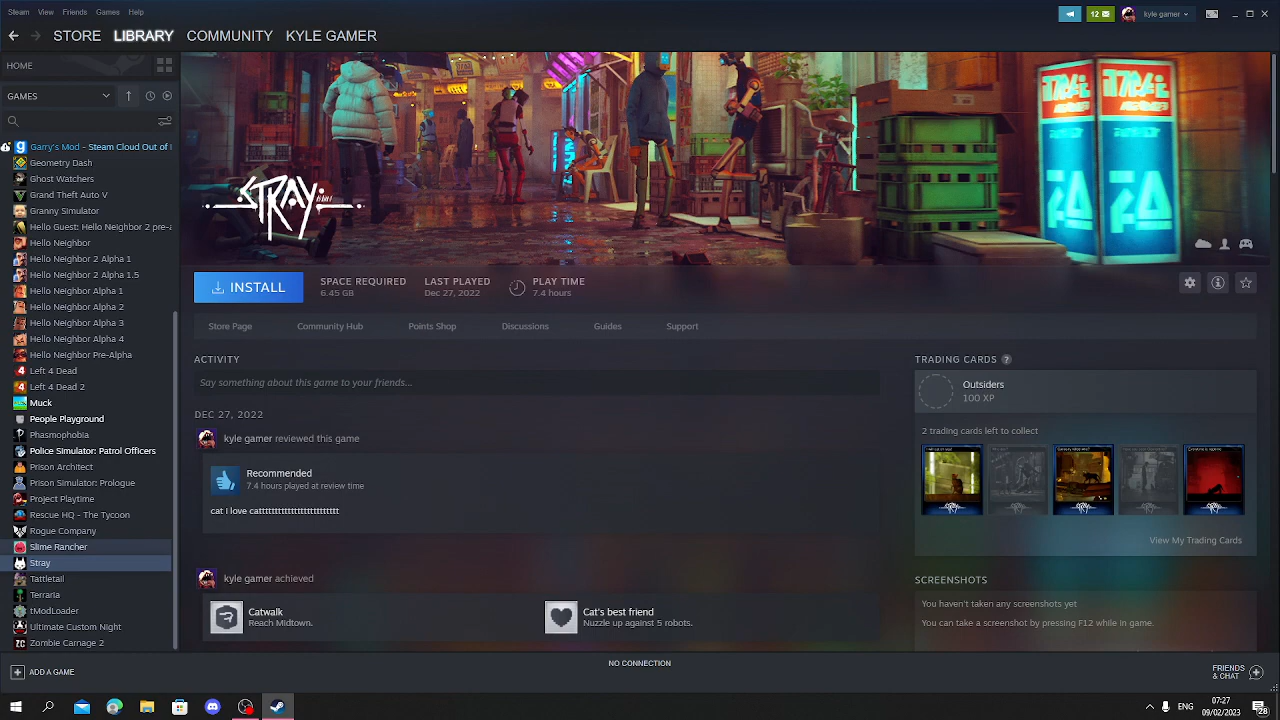 Steam View Friends Games Help
12
kyle gamer
STORE LIBRARY COMMUNITY KYLE GAMER
HOME
GAMES
Garry's Mod - Steam Cloud Out of
Geometry Dash
Ghost Watchers
Grand Theft Auto V
Granny Simulator
Hello Guest: Hello Neighbor 2 pre-a
Hello Neighbor
Hello Neighbor 2 Alpha 1
Hello Neighbor 2 Alpha 1.5
Hello Neighbor Alpha 1
Hello Neighbor Alpha 2
Hello Neighbor Alpha 3
Hello Neighbor Alpha 4
Hello Neighbor Pre-Alpha
Left 4 Dead
Left 4 Dead 2
Muck
People Playground
Phasmophobia
Police Simulator: Patrol Officers
Prison Architect
Prison Simulator: Prologue
Project Playtime
Rescue HQ - The Tycoon
Rogue Company
Slime Rancher
Stray
Tattletail
Terraria
tModLoader
Ultimate Custom Night
Zombie Carnage 2
STRAY
INSTALL
SPACE REQUIRED
6.45 GB
LAST PLAYED
Dec 27, 2022
PLAY TIME
7.4 hours
Store Page Community Hub Points Shop Discussions Guides Support
ACTIVITY
Say something about this game to your friends...
DEC 27, 2022
kyle gamer reviewed this game
Recommended
7.4 hours played at review time
cat I love catttttttttttttttttttttttttt
kyle gamer achieved
Catwalk
Reach Midtown.
Cat's best friend
Nuzzle up against 5 robots.
TRADING CARDS ?
Outsiders
100 XP
2 trading cards left to collect
View My Trading Cards
SCREENSHOTS
You haven't taken any screenshots yet
You can take a screenshot by pressing F12 while in game.
ADD A GAME
NO CONNECTION
FRIENDS
& CHAT
ENG
07:27
09/02/2023
28